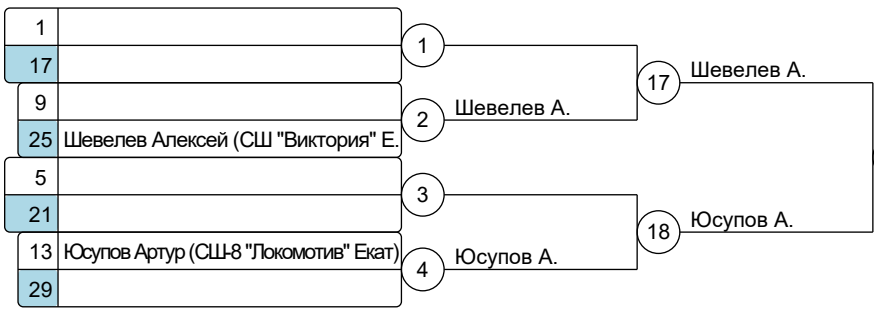 1
1
17
17
Шевелев А.
9
2
Шевелев А.
25
Шевелев Алексей (СШ "Виктория" Е.
5
3
21
18
Юсупов А.
13
Юсупов Артур (СШ-8 "Локомотив" Екат)
4
Юсупов А.
29